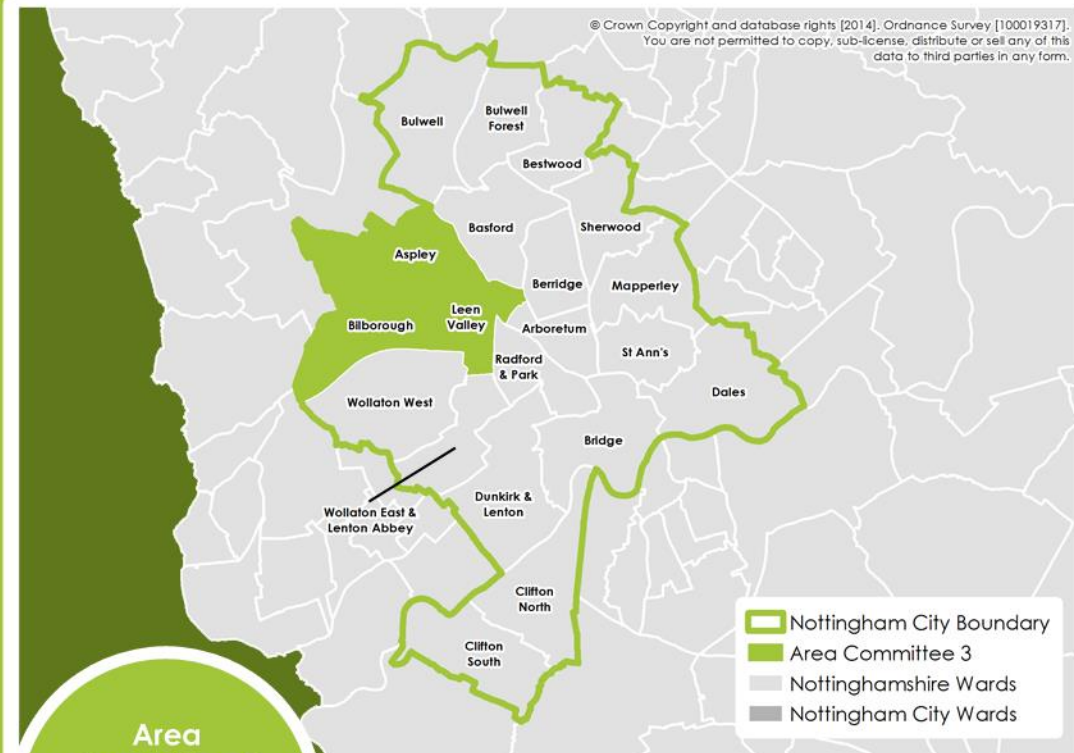 © Crown Copyright and database rights [2014]. Ordnance Survey [100019317].
You are not permitted to copy, sub-license, distribute or sell any of this
data to third parties in any form.
Bulwell
Bulwell
Forest
Bestwood
Basford
Sherwood
Aspley
Berridge
Mapperley
Leen
Valley
Bilborough
Arboretum
Radford
& Park
St Ann's
Wollaton West
Dales
Bridge
Wollaton East &
Lenton Abbey
Dunkirk &
Lenton
Clifton
North
Clifton
South
Nottingham City Boundary
Area Committee 3
Nottinghamshire Wards
Nottingham City Wards
Area